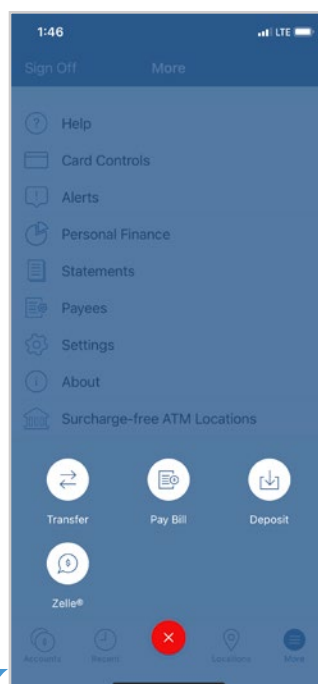 1:46 LTE
Sign Off More
Help
Card Controls
Alerts
Personal Finance
Statements
Payees
Settings
About
Surcharge-free ATM Locations
Transfer Pay Bill Deposit
Zelle®
Accounts Recent Locations More